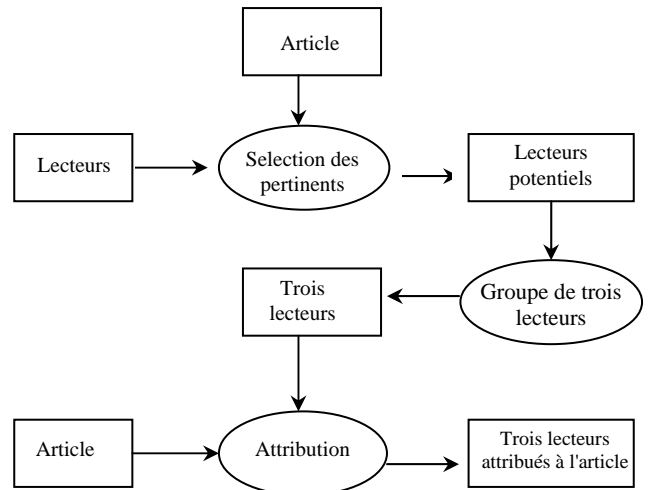 Article
Lecteurs
Selection des
pertinents
Lecteurs
potentiels
Trois
lecteurs
Groupe de trois
lecteurs
Article
Attribution
Trois lecteurs
attribués à l'article